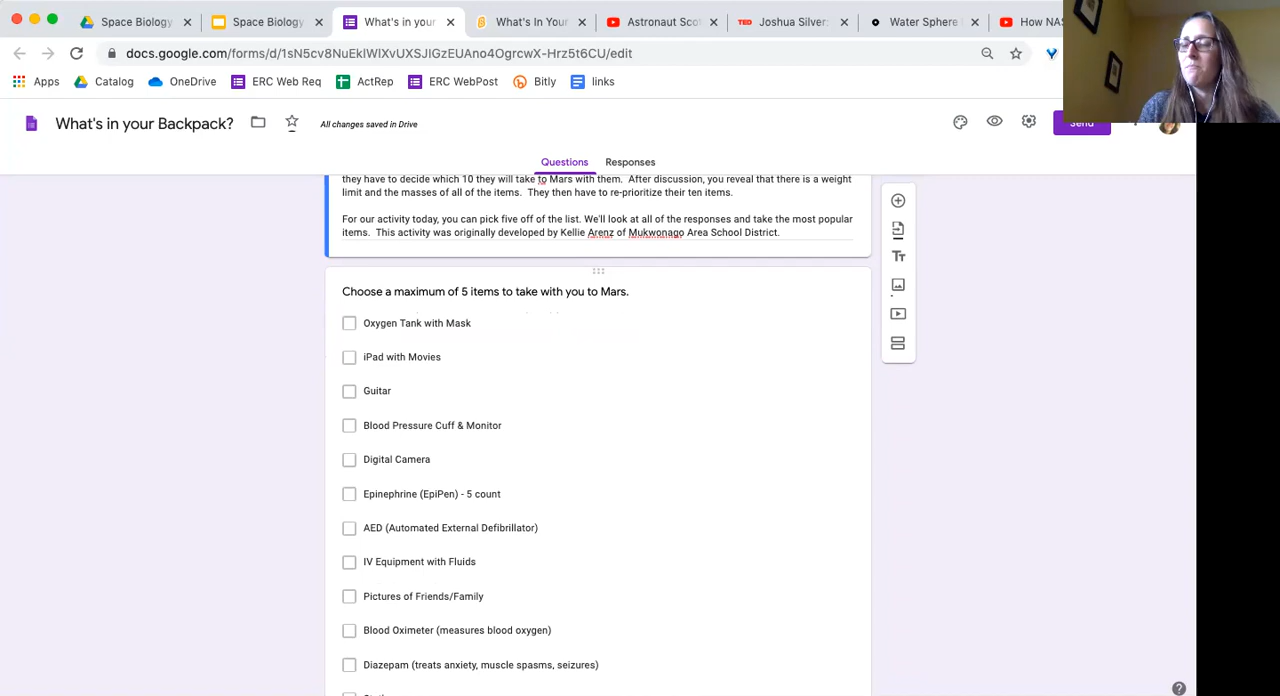 Space Biology
Space Biology
What's in your
What's In Your
Astronaut Sco
TED Joshua Silver
Water Sphere
How NAS
docs.google.com/forms/d/1sN5cv8NuEklWIXvUXSJlGzEUAno4OgrcwX-Hrz5t6CU/edit
Apps Catalog OneDrive ERC Web Req ActRep ERC WebPost Bitly links
What's in your Backpack? All changes saved in Drive
Send
Questions Responses
they have to decide which 10 they will take to Mars with them. After discussion, you reveal that there is a weight
limit and the masses of all of the items. They then have to re-prioritize their ten items.
For our activity today, you can pick five off of the list. We'll look at all of the responses and take the most popular
items. This activity was originally developed by Kellie Arenz of Mukwonago Area School District.
Choose a maximum of 5 items to take with you to Mars.
Oxygen Tank with Mask
iPad with Movies
Guitar
Blood Pressure Cuff & Monitor
Digital Camera
Epinephrine (EpiPen) - 5 count
AED (Automated External Defibrillator)
IV Equipment with Fluids
Pictures of Friends/Family
Blood Oximeter (measures blood oxygen)
Diazepam (treats anxiety, muscle spasms, seizures)